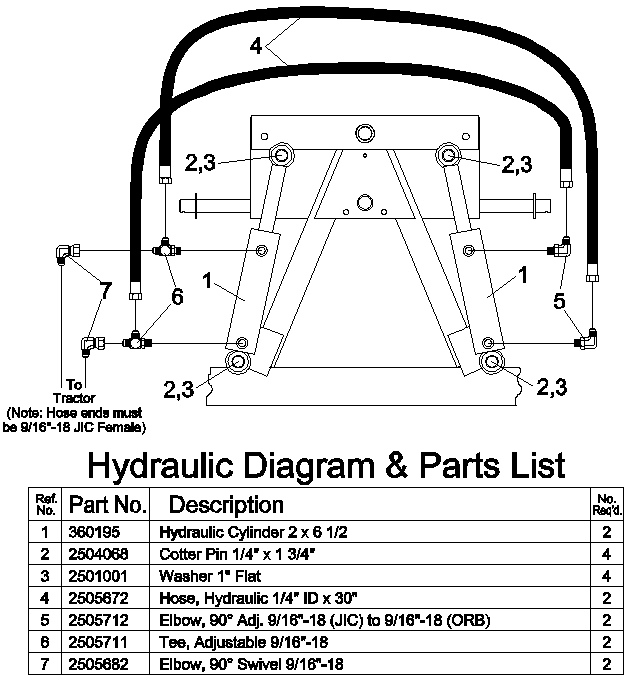 4
2,3
2,3
1
1
7
6
5
2,3
2,3
To
Tractor
(Note: Hose ends must
be 9/16"-18 JIC Female)
Hydraulic Diagram & Parts List
Ref. No. Part No. Description No. Req'd.
1 360195 Hydraulic Cylinder 2 x 6 1/2 2
2 2504068 Cotter Pin 1/4" x 1 3/4" 4
3 2501001 Washer 1" Flat 4
4 2505672 Hose, Hydraulic 1/4" ID x 30" 2
5 2505712 Elbow, 90° Adj. 9/16"-18 (JIC) to 9/16"-18 (ORB) 2
6 2505711 Tee, Adjustable 9/16"-18 2
7 2505682 Elbow, 90° Swivel 9/16"-18 2